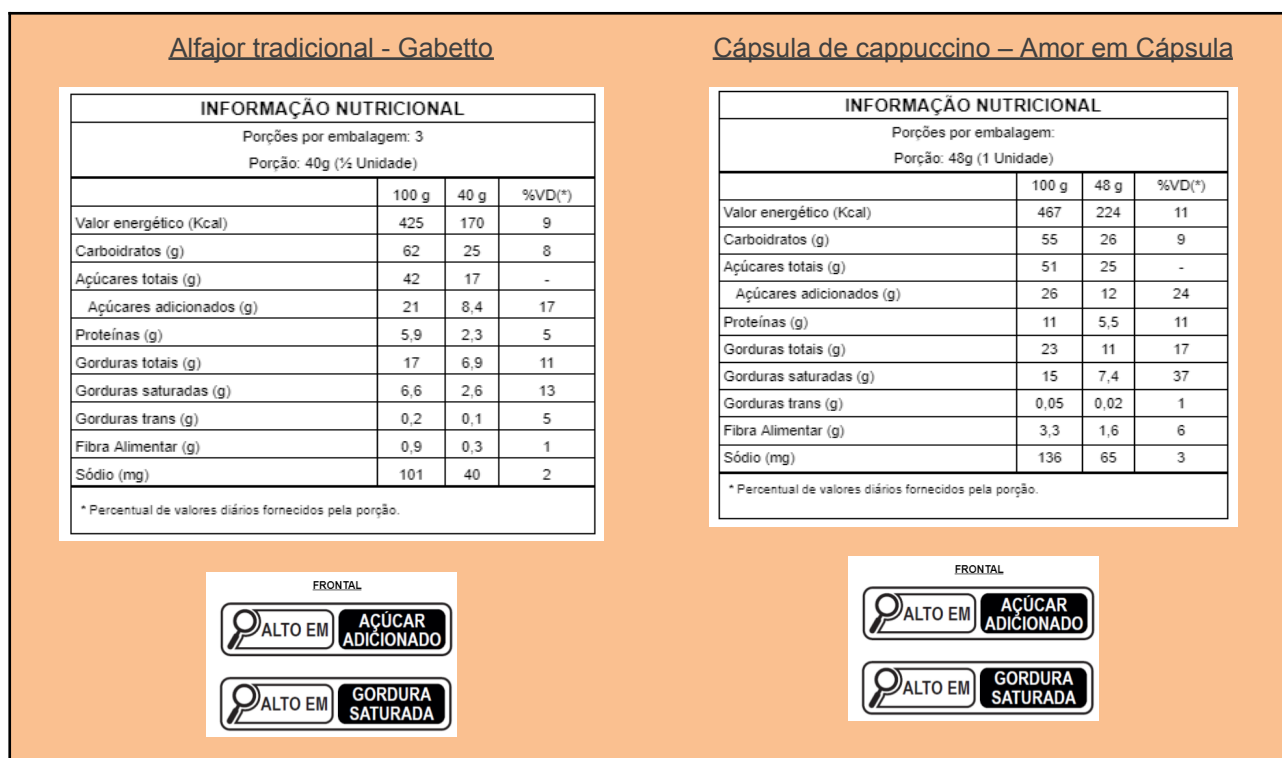 Alfajor tradicional - Gabetto
INFORMAÇÃO NUTRICIONAL
Porções por embalagem: 3
Porção: 40g (½ Unidade)
100 g 40 g %VD(*)
Valor energético (Kcal) 425 170 9
Carboidratos (g) 62 25 8
Açúcares totais (g) 42 17 -
Açúcares adicionados (g) 21 8,4 17
Proteínas (g) 5,9 2,3 5
Gorduras totais (g) 17 6,9 11
Gorduras saturadas (g) 6,6 2,6 13
Gorduras trans (g) 0,2 0,1 5
Fibra Alimentar (g) 0,9 0,3 1
Sódio (mg) 101 40 2
* Percentual de valores diários fornecidos pela porção.
FRONTAL
ALTO EM AÇÚCAR
ADICIONADO
ALTO EM GORDURA
SATURADA
Cápsula de cappuccino – Amor em Cápsula
INFORMAÇÃO NUTRICIONAL
Porções por embalagem:
Porção: 48g (1 Unidade)
100 g 48 g %VD(*)
Valor energético (Kcal) 467 224 11
Carboidratos (g) 55 26 9
Açúcares totais (g) 51 25 -
Açúcares adicionados (g) 26 12 24
Proteínas (g) 11 5,5 11
Gorduras totais (g) 23 11 17
Gorduras saturadas (g) 15 7,4 37
Gorduras trans (g) 0,05 0,02 1
Fibra Alimentar (g) 3,3 1,6 6
Sódio (mg) 136 65 3
* Percentual de valores diários fornecidos pela porção.
FRONTAL
ALTO EM AÇÚCAR
ADICIONADO
ALTO EM GORDURA
SATURADA